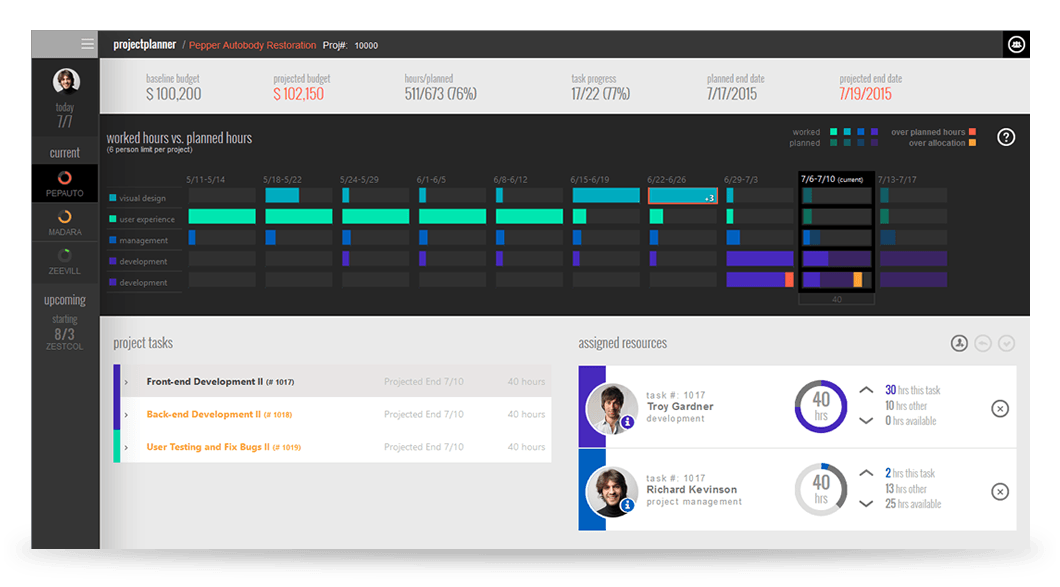 projectplanner / Pepper Autobody Restoration Proj#: 10000
today
7/7
current
PEPAUTO
MADARA
ZEEVILL
upcoming
starting
8/3
ZESTCOL
baseline budget projected budget hours/planned task progress planned end date projected end date
$ 100,200 $ 102,150 511/673 (76%) 17/22 (77%) 7/17/2015 7/19/2015
worked hours vs. planned hours
(6 person limit per project)
worked over planned hours
planned over allocation
?
5/11-5/14 5/18-5/22 5/24-5/29 6/1-6/5 6/8-6/12 6/15-6/19 6/22-6/26 6/29-7/3 7/6-7/10 (current) 7/13-7/17
visual design +3
user experience
management
development
development
40
project tasks
Front-end Development II (# 1017) Projected End 7/10 40 hours
Back-end Development II (# 1018) Projected End 7/10 40 hours
User Testing and Fix Bugs II (# 1019) Projected End 7/10 40 hours
assigned resources
task #: 1017
Troy Gardner
development
i
40
hrs
30 hrs this task
10 hrs other
0 hrs available
task #: 1017
Richard Kevinson
project management
i
40
hrs
2 hrs this task
13 hrs other
25 hrs available